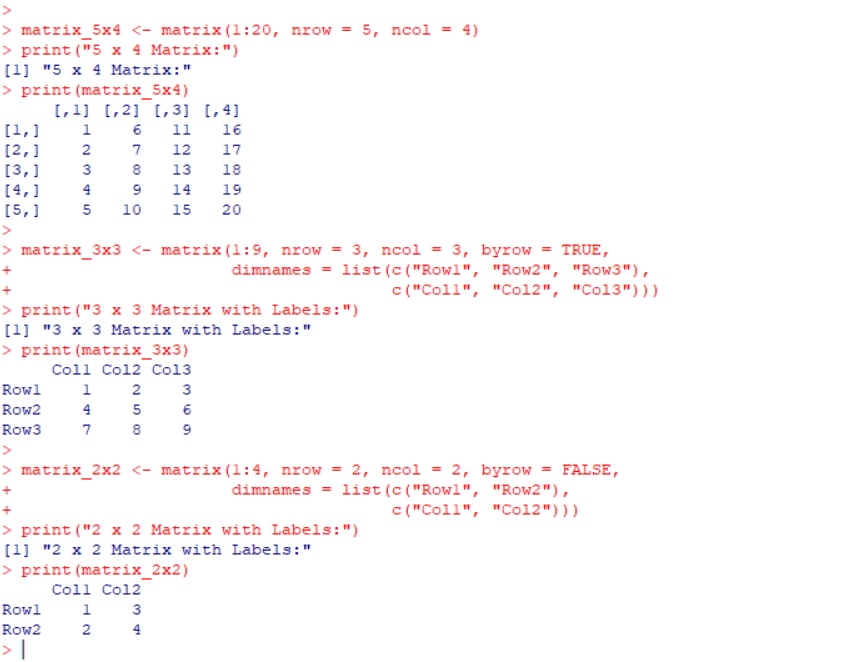 >
> matrix_5x4 <- matrix(1:20, nrow = 5, ncol = 4)
> print("5 x 4 Matrix:")
[1] "5 x 4 Matrix:"
> print(matrix_5x4)
     [,1] [,2] [,3] [,4]
[1,]    1    6   11   16
[2,]    2    7   12   17
[3,]    3    8   13   18
[4,]    4    9   14   19
[5,]    5   10   15   20
>
> matrix_3x3 <- matrix(1:9, nrow = 3, ncol = 3, byrow = TRUE,
+                      dimnames = list(c("Row1", "Row2", "Row3"),
+                                      c("Col1", "Col2", "Col3")))
> print("3 x 3 Matrix with Labels:")
[1] "3 x 3 Matrix with Labels:"
> print(matrix_3x3)
     Col1 Col2 Col3
Row1    1    2    3
Row2    4    5    6
Row3    7    8    9
>
> matrix_2x2 <- matrix(1:4, nrow = 2, ncol = 2, byrow = FALSE,
+                      dimnames = list(c("Row1", "Row2"),
+                                      c("Col1", "Col2")))
> print("2 x 2 Matrix with Labels:")
[1] "2 x 2 Matrix with Labels:"
> print(matrix_2x2)
     Col1 Col2
Row1    1    3
Row2    2    4
>